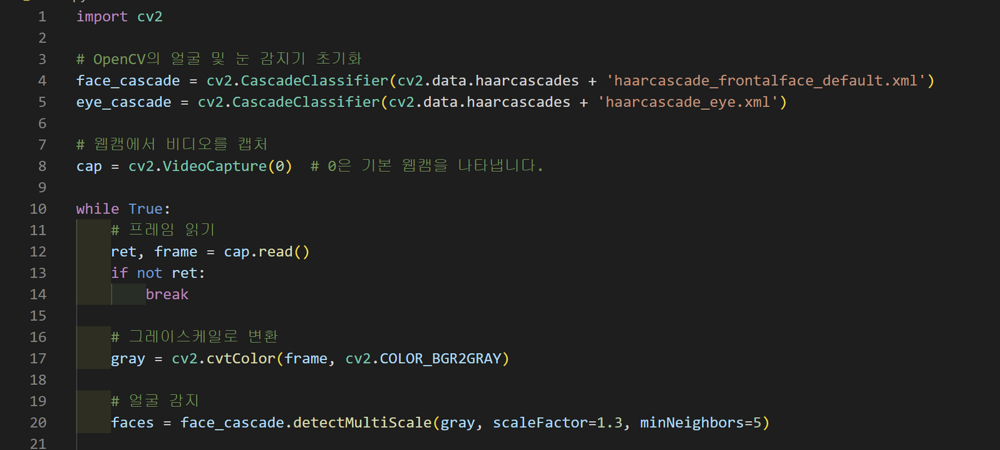 1 import cv2
2
3 # OpenCV의 얼굴 및 눈 감지기 초기화
4 face_cascade = cv2.CascadeClassifier(cv2.data.haarcascades + 'haarcascade_frontalface_default.xml')
5 eye_cascade = cv2.CascadeClassifier(cv2.data.haarcascades + 'haarcascade_eye.xml')
6
7 # 웹캠에서 비디오를 캡처
8 cap = cv2.VideoCapture(0)  # 0은 기본 웹캠을 나타냅니다.
9
10 while True:
11     # 프레임 읽기
12     ret, frame = cap.read()
13     if not ret:
14         break
15
16     # 그레이스케일로 변환
17     gray = cv2.cvtColor(frame, cv2.COLOR_BGR2GRAY)
18
19     # 얼굴 감지
20     faces = face_cascade.detectMultiScale(gray, scaleFactor=1.3, minNeighbors=5)
21